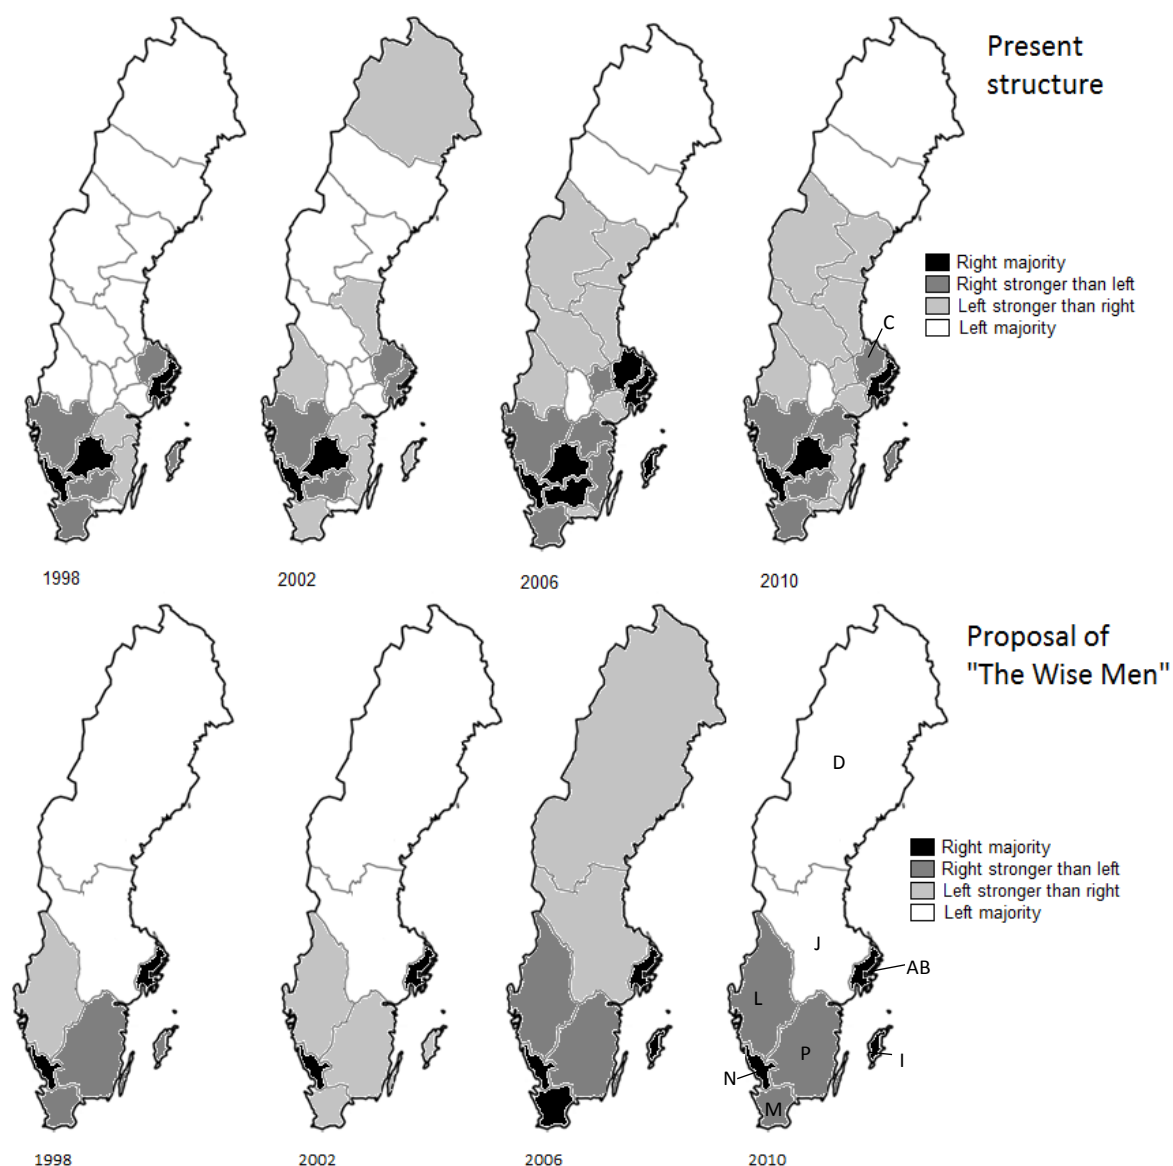 Present
structure
Right majority
Right stronger than left
Left stronger than right
Left majority
C
1998
2002
2006
2010
Proposal of
"The Wise Men"
D
Right majority
Right stronger than left
Left stronger than right
Left majority
J
AB
L
P
I
N
M
1998
2002
2006
2010